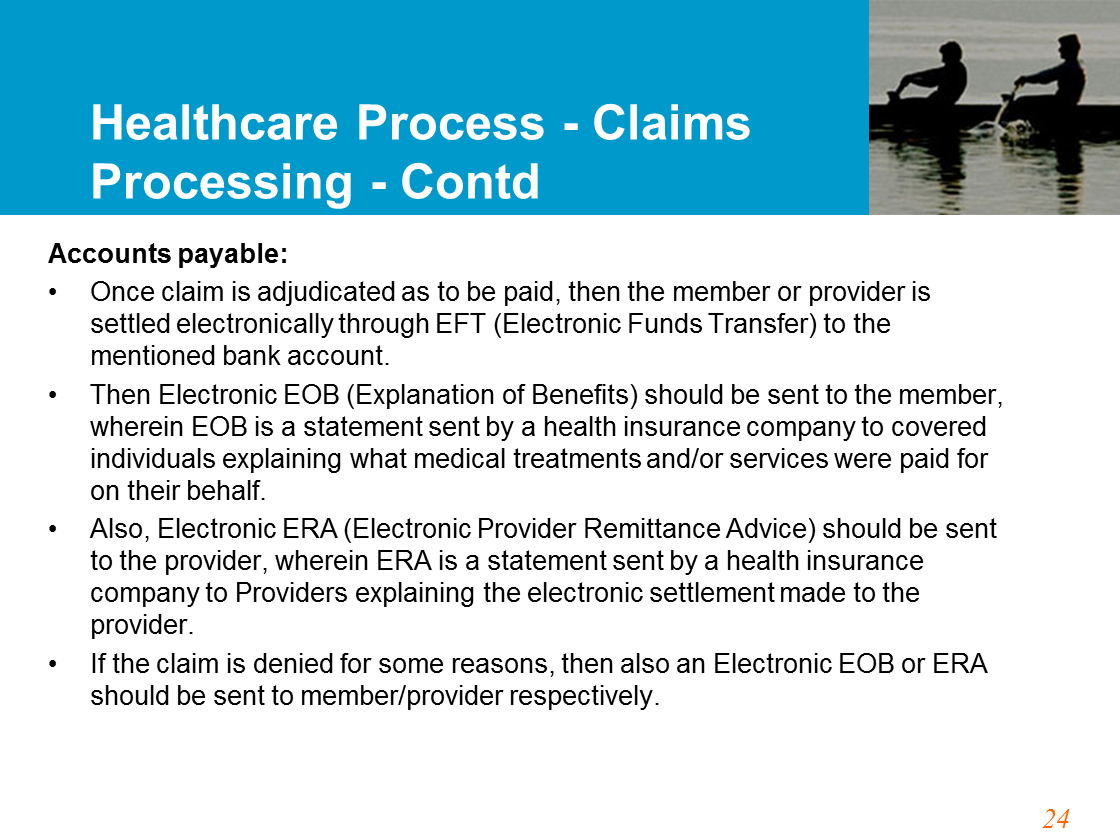 Healthcare Process - Claims
Processing - Contd
Accounts payable:
• Once claim is adjudicated as to be paid, then the member or provider is
settled electronically through EFT (Electronic Funds Transfer) to the
mentioned bank account.
• Then Electronic EOB (Explanation of Benefits) should be sent to the member,
wherein EOB is a statement sent by a health insurance company to covered
individuals explaining what medical treatments and/or services were paid for
on their behalf.
• Also, Electronic ERA (Electronic Provider Remittance Advice) should be sent
to the provider, wherein ERA is a statement sent by a health insurance
company to Providers explaining the electronic settlement made to the
provider.
• If the claim is denied for some reasons, then also an Electronic EOB or ERA
should be sent to member/provider respectively.
24